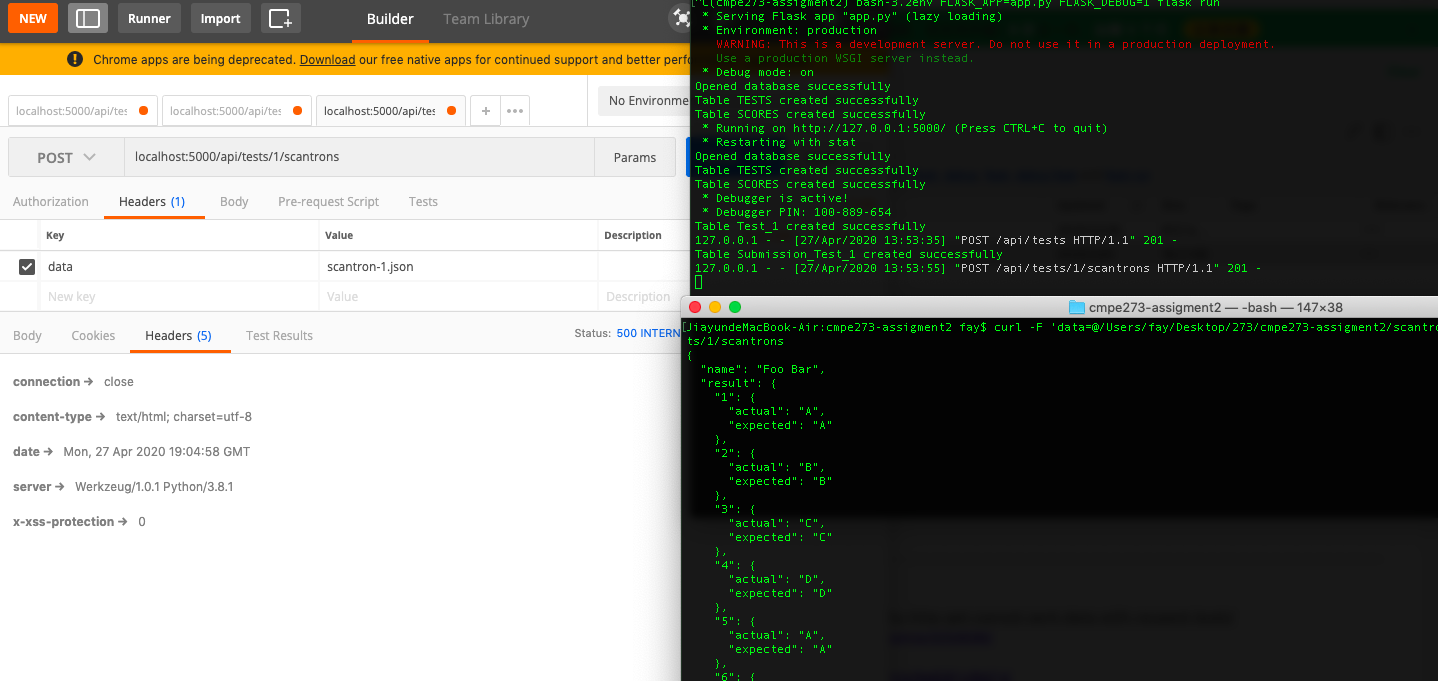 NEW
Runner
Import
Builder
Team Library
Chrome apps are being deprecated. Download our free native apps for continued support and better perfo
localhost:5000/api/tes
localhost:5000/api/tes
localhost:5000/api/tes
No Environme
POST
localhost:5000/api/tests/1/scantrons
Params
Authorization
Headers (1)
Body
Pre-request Script
Tests
Key
Value
Description
data
scantron-1.json
New key
Value
Description
Body
Cookies
Headers (5)
Test Results
Status: 500 INTERN
connection → close
content-type → text/html; charset=utf-8
date → Mon, 27 Apr 2020 19:04:58 GMT
server → Werkzeug/1.0.1 Python/3.8.1
x-xss-protection → 0
^C(cmpe273-assigment2) bash-3.2env FLASK_APP=app.py FLASK_DEBUG=1 flask run
* Serving Flask app "app.py" (lazy loading)
* Environment: production
WARNING: This is a development server. Do not use it in a production deployment.
Use a production WSGI server instead.
* Debug mode: on
Opened database successfully
Table TESTS created successfully
Table SCORES created successfully
* Running on http://127.0.0.1:5000/ (Press CTRL+C to quit)
* Restarting with stat
Opened database successfully
Table TESTS created successfully
Table SCORES created successfully
* Debugger is active!
* Debugger PIN: 100-889-654
Table Test_1 created successfully
127.0.0.1 - - [27/Apr/2020 13:53:35] "POST /api/tests HTTP/1.1" 201 -
Table Submission_Test_1 created successfully
127.0.0.1 - - [27/Apr/2020 13:53:55] "POST /api/tests/1/scantrons HTTP/1.1" 201 -
cmpe273-assigment2 — -bash — 147×38
[JiayundeMacBook-Air:cmpe273-assigment2 fay$ curl -F 'data=@/Users/fay/Desktop/273/cmpe273-assigment2/scantro
ts/1/scantrons
{
"name": "Foo Bar",
"result": {
"1": {
"actual": "A",
"expected": "A"
},
"2": {
"actual": "B",
"expected": "B"
},
"3": {
"actual": "C",
"expected": "C"
},
"4": {
"actual": "D",
"expected": "D"
},
"5": {
"actual": "A",
"expected": "A"
},
"6": {